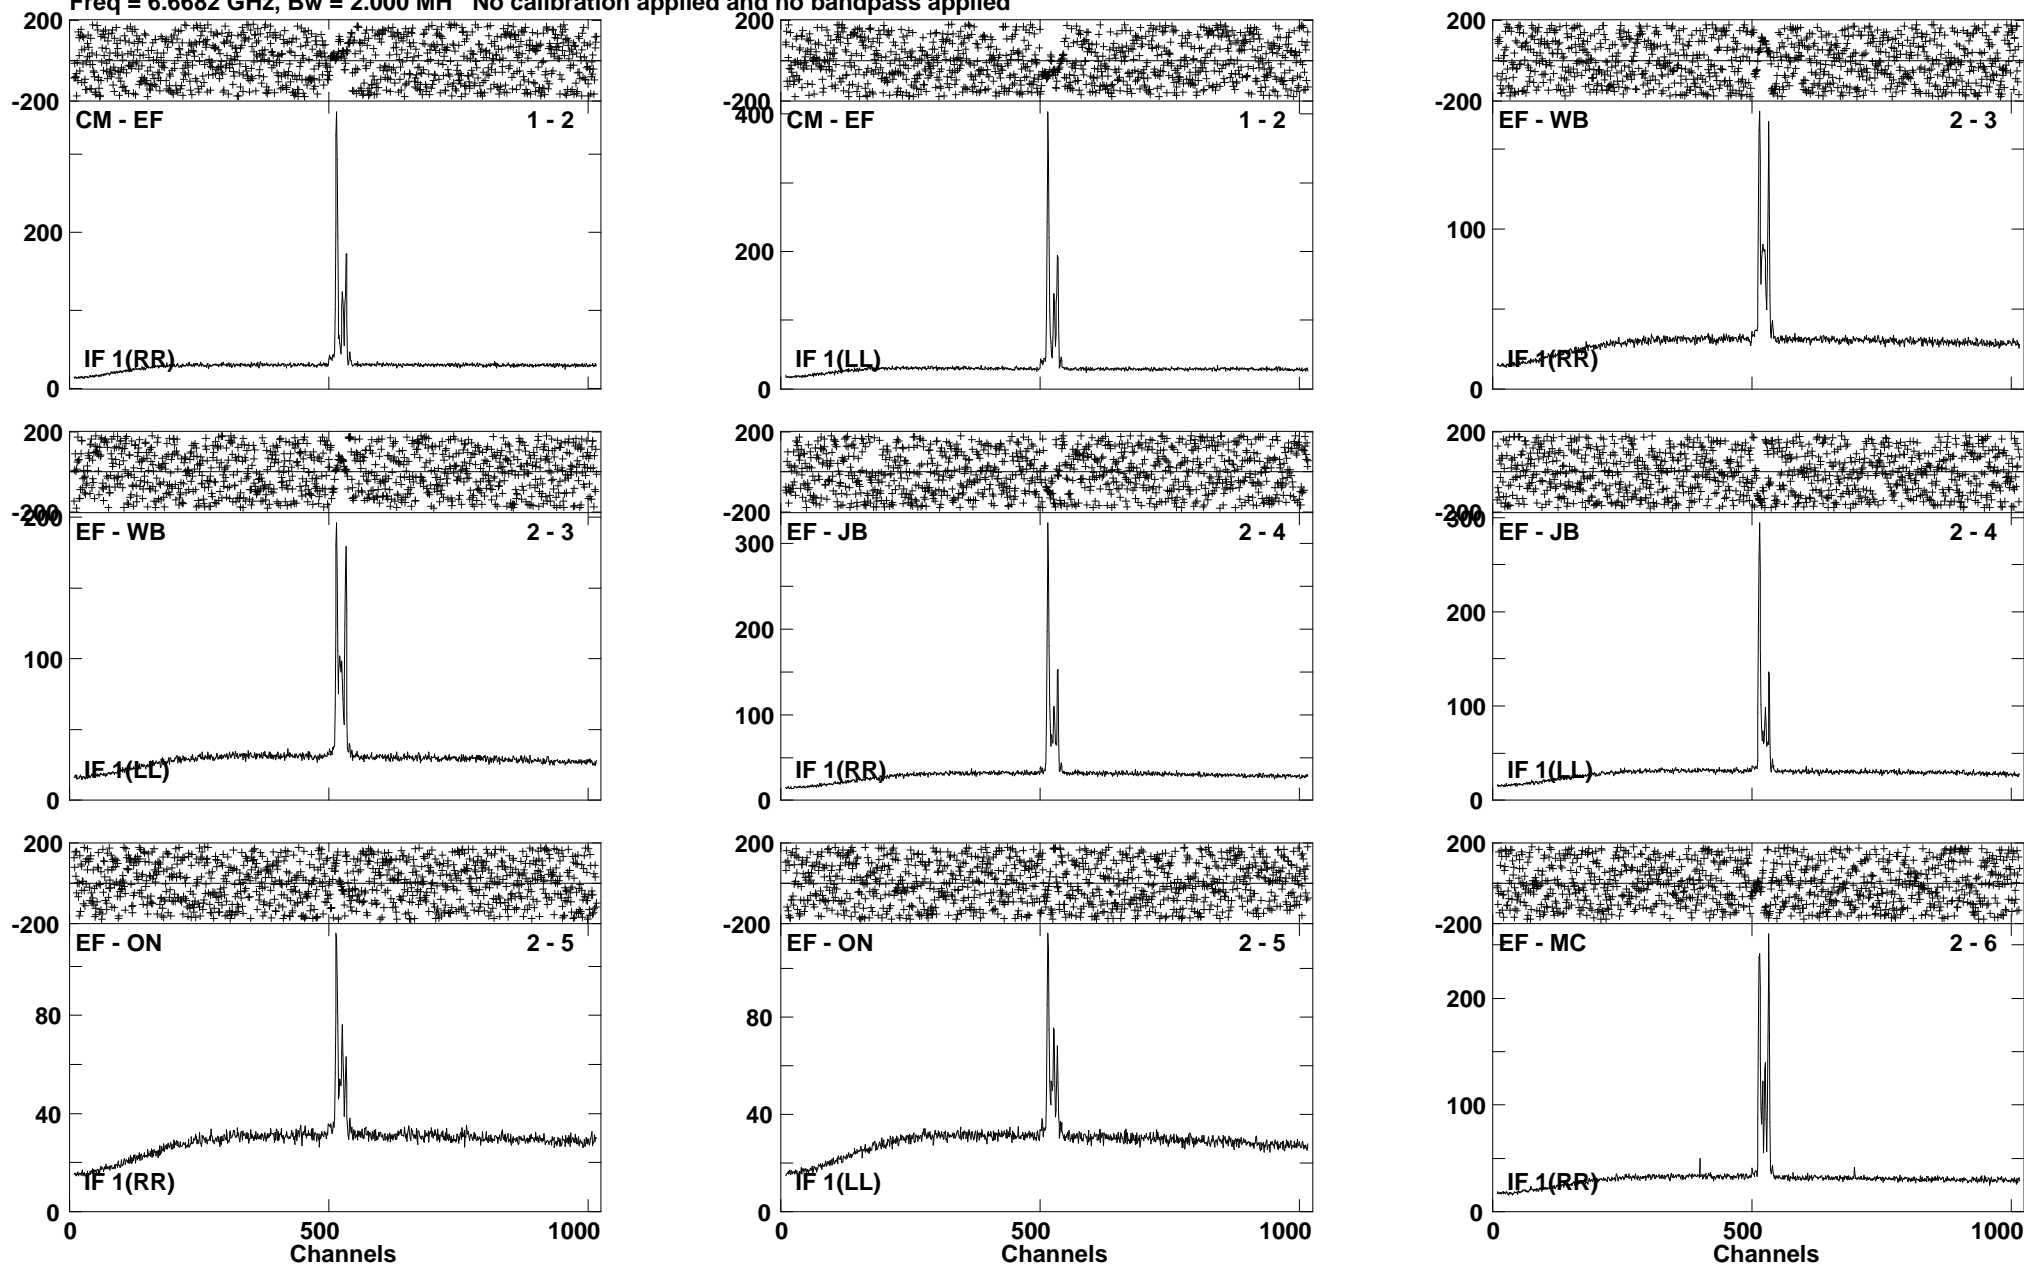 Freq = 6.6682 GHz, Bw = 2.000 MH No calibration applied and no bandpass applied
200
-200
CM - EF 1 - 2
200
IF 1(RR)
0
200
-200
400
CM - EF 1 - 2
200
IF 1(LL)
0
200
-200
EF - WB 2 - 3
100
IF 1(RR)
0
200
-200
200
EF - WB 2 - 3
100
IF 1(LL)
0
200
-200
EF - JB 2 - 4
300
200
100
IF 1(RR)
0
200
-200
300
EF - JB 2 - 4
200
100
IF 1(LL)
0
200
-200
EF - ON 2 - 5
80
40
IF 1(RR)
0
0 500 1000
Channels
200
-200
EF - ON 2 - 5
80
40
IF 1(LL)
0
0 500 1000
Channels
200
-200
EF - MC 2 - 6
200
100
IF 1(RR)
0
0 500 1000
Channels